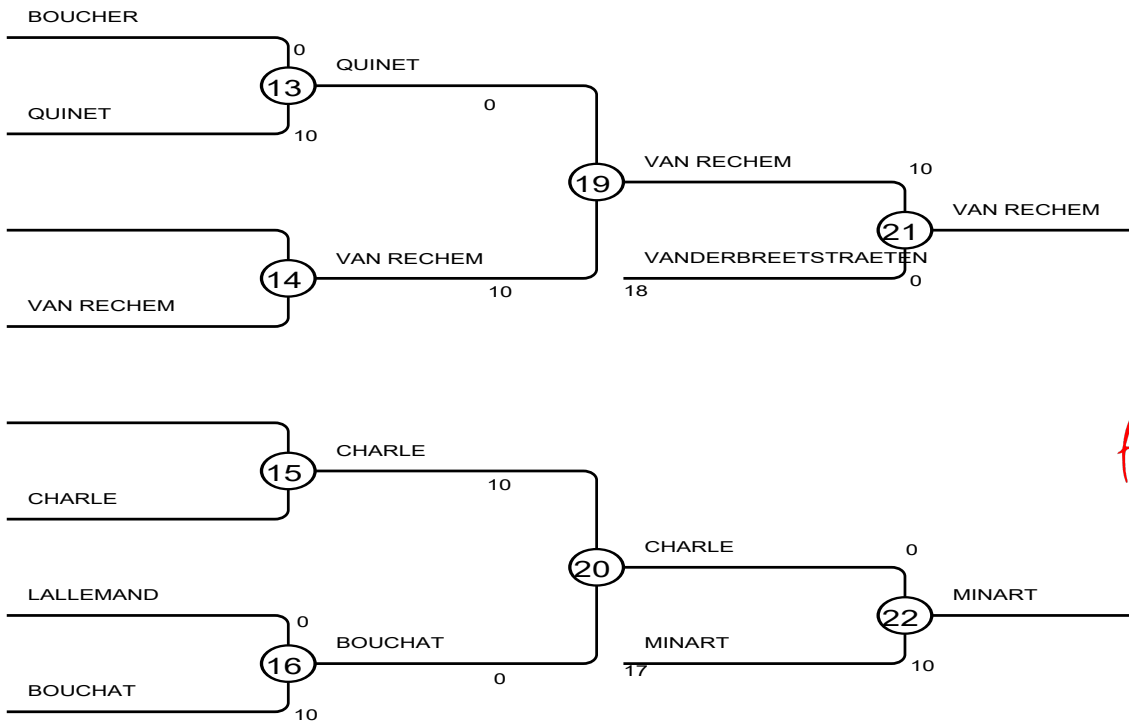 BOUCHER
0
13
QUINET
0
QUINET
10
19
VAN RECHEM
10
21
VAN RECHEM
14
VAN RECHEM
10
VANDERBREETSTRAETEN
18
0
VAN RECHEM
15
CHARLE
10
CHARLE
20
CHARLE
0
22
MINART
LALLEMAND
0
16
BOUCHAT
0
MINART
17
10
BOUCHAT
10